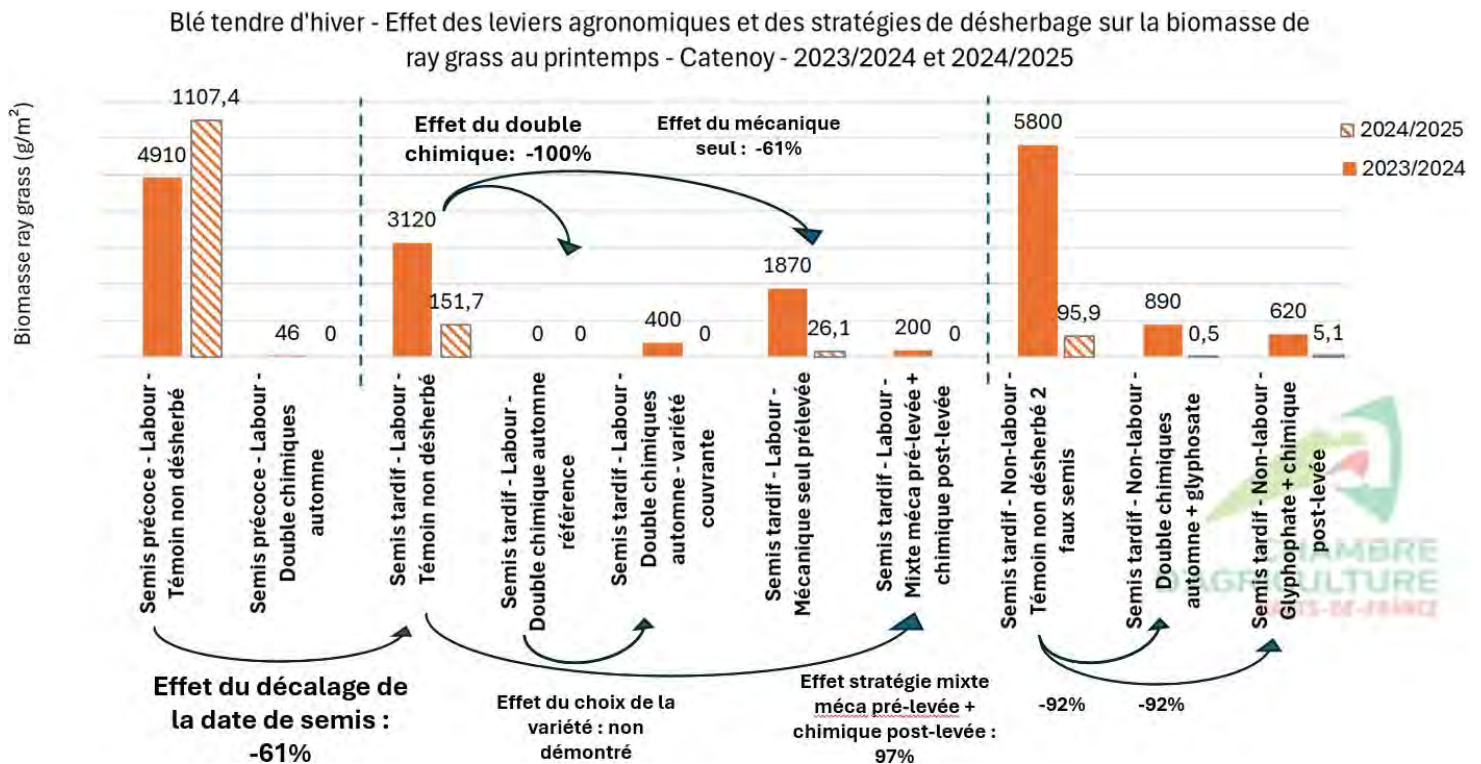 Blé tendre d'hiver - Effet des leviers agronomiques et des stratégies de désherbage sur la biomasse de
ray grass au printemps - Catenoy - 2023/2024 et 2024/2025
Biomasse ray grass (g/m²)
2024/2025
2023/2024
Effet du double
chimique: -100%
Effet du mécanique
seul : -61%
4910
1107,4
46
0
3120
151,7
0
0
400
0
1870
26,1
200
0
5800
95,9
890
0,5
620
5,1
Semis précoce - Labour -
Témoin non désherbé
Semis précoce - Labour -
Double chimiques
automne
Semis tardif - Labour -
Témoin non désherbé
Semis tardif - Labour -
Double chimique automne
référence
Semis tardif - Labour -
Double chimiques
automne - variété
couvrante
Semis tardif - Labour -
Mécanique seul prélevée
Semis tardif - Labour -
Mixte méca pré-levée +
chimique post-levée
Semis tardif - Non-labour -
Témoin non désherbé 2
faux semis
Semis tardif - Non-labour -
Double chimiques
automne + glyphosate
Semis tardif - Non-labour -
Glyphophate + chimique
post-levée
CHAMBRE
D'AGRICULTURE
HAUTS-DE-FRANCE
Effet du décalage de
la date de semis :
-61%
Effet du choix de la
variété : non
démontré
Effet stratégie mixte
méca pré-levée +
chimique post-levée :
97%
-92%
-92%